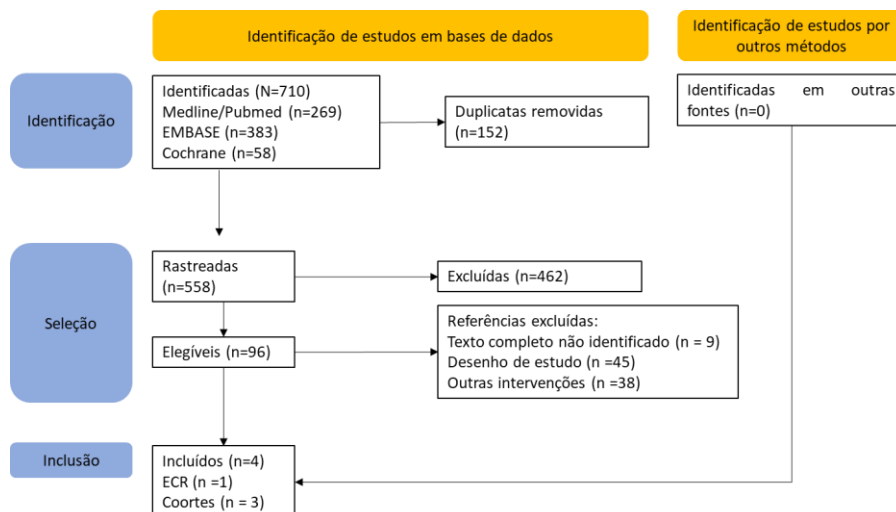 Identificação de estudos em bases de dados
Identificação de estudos por
outros métodos
Identificação
Identificadas (N=710)
Medline/Pubmed (n=269)
EMBASE (n=383)
Cochrane (n=58)
Duplicatas removidas
(n=152)
Identificadas em outras
fontes (n=0)
Seleção
Rastreadas
(n=558)
Excluídas (n=462)
Elegíveis (n=96)
Referências excluídas:
Texto completo não identificado (n = 9)
Desenho de estudo (n =45)
Outras intervenções (n =38)
Inclusão
Incluídos (n=4)
ECR (n =1)
Coortes (n = 3)